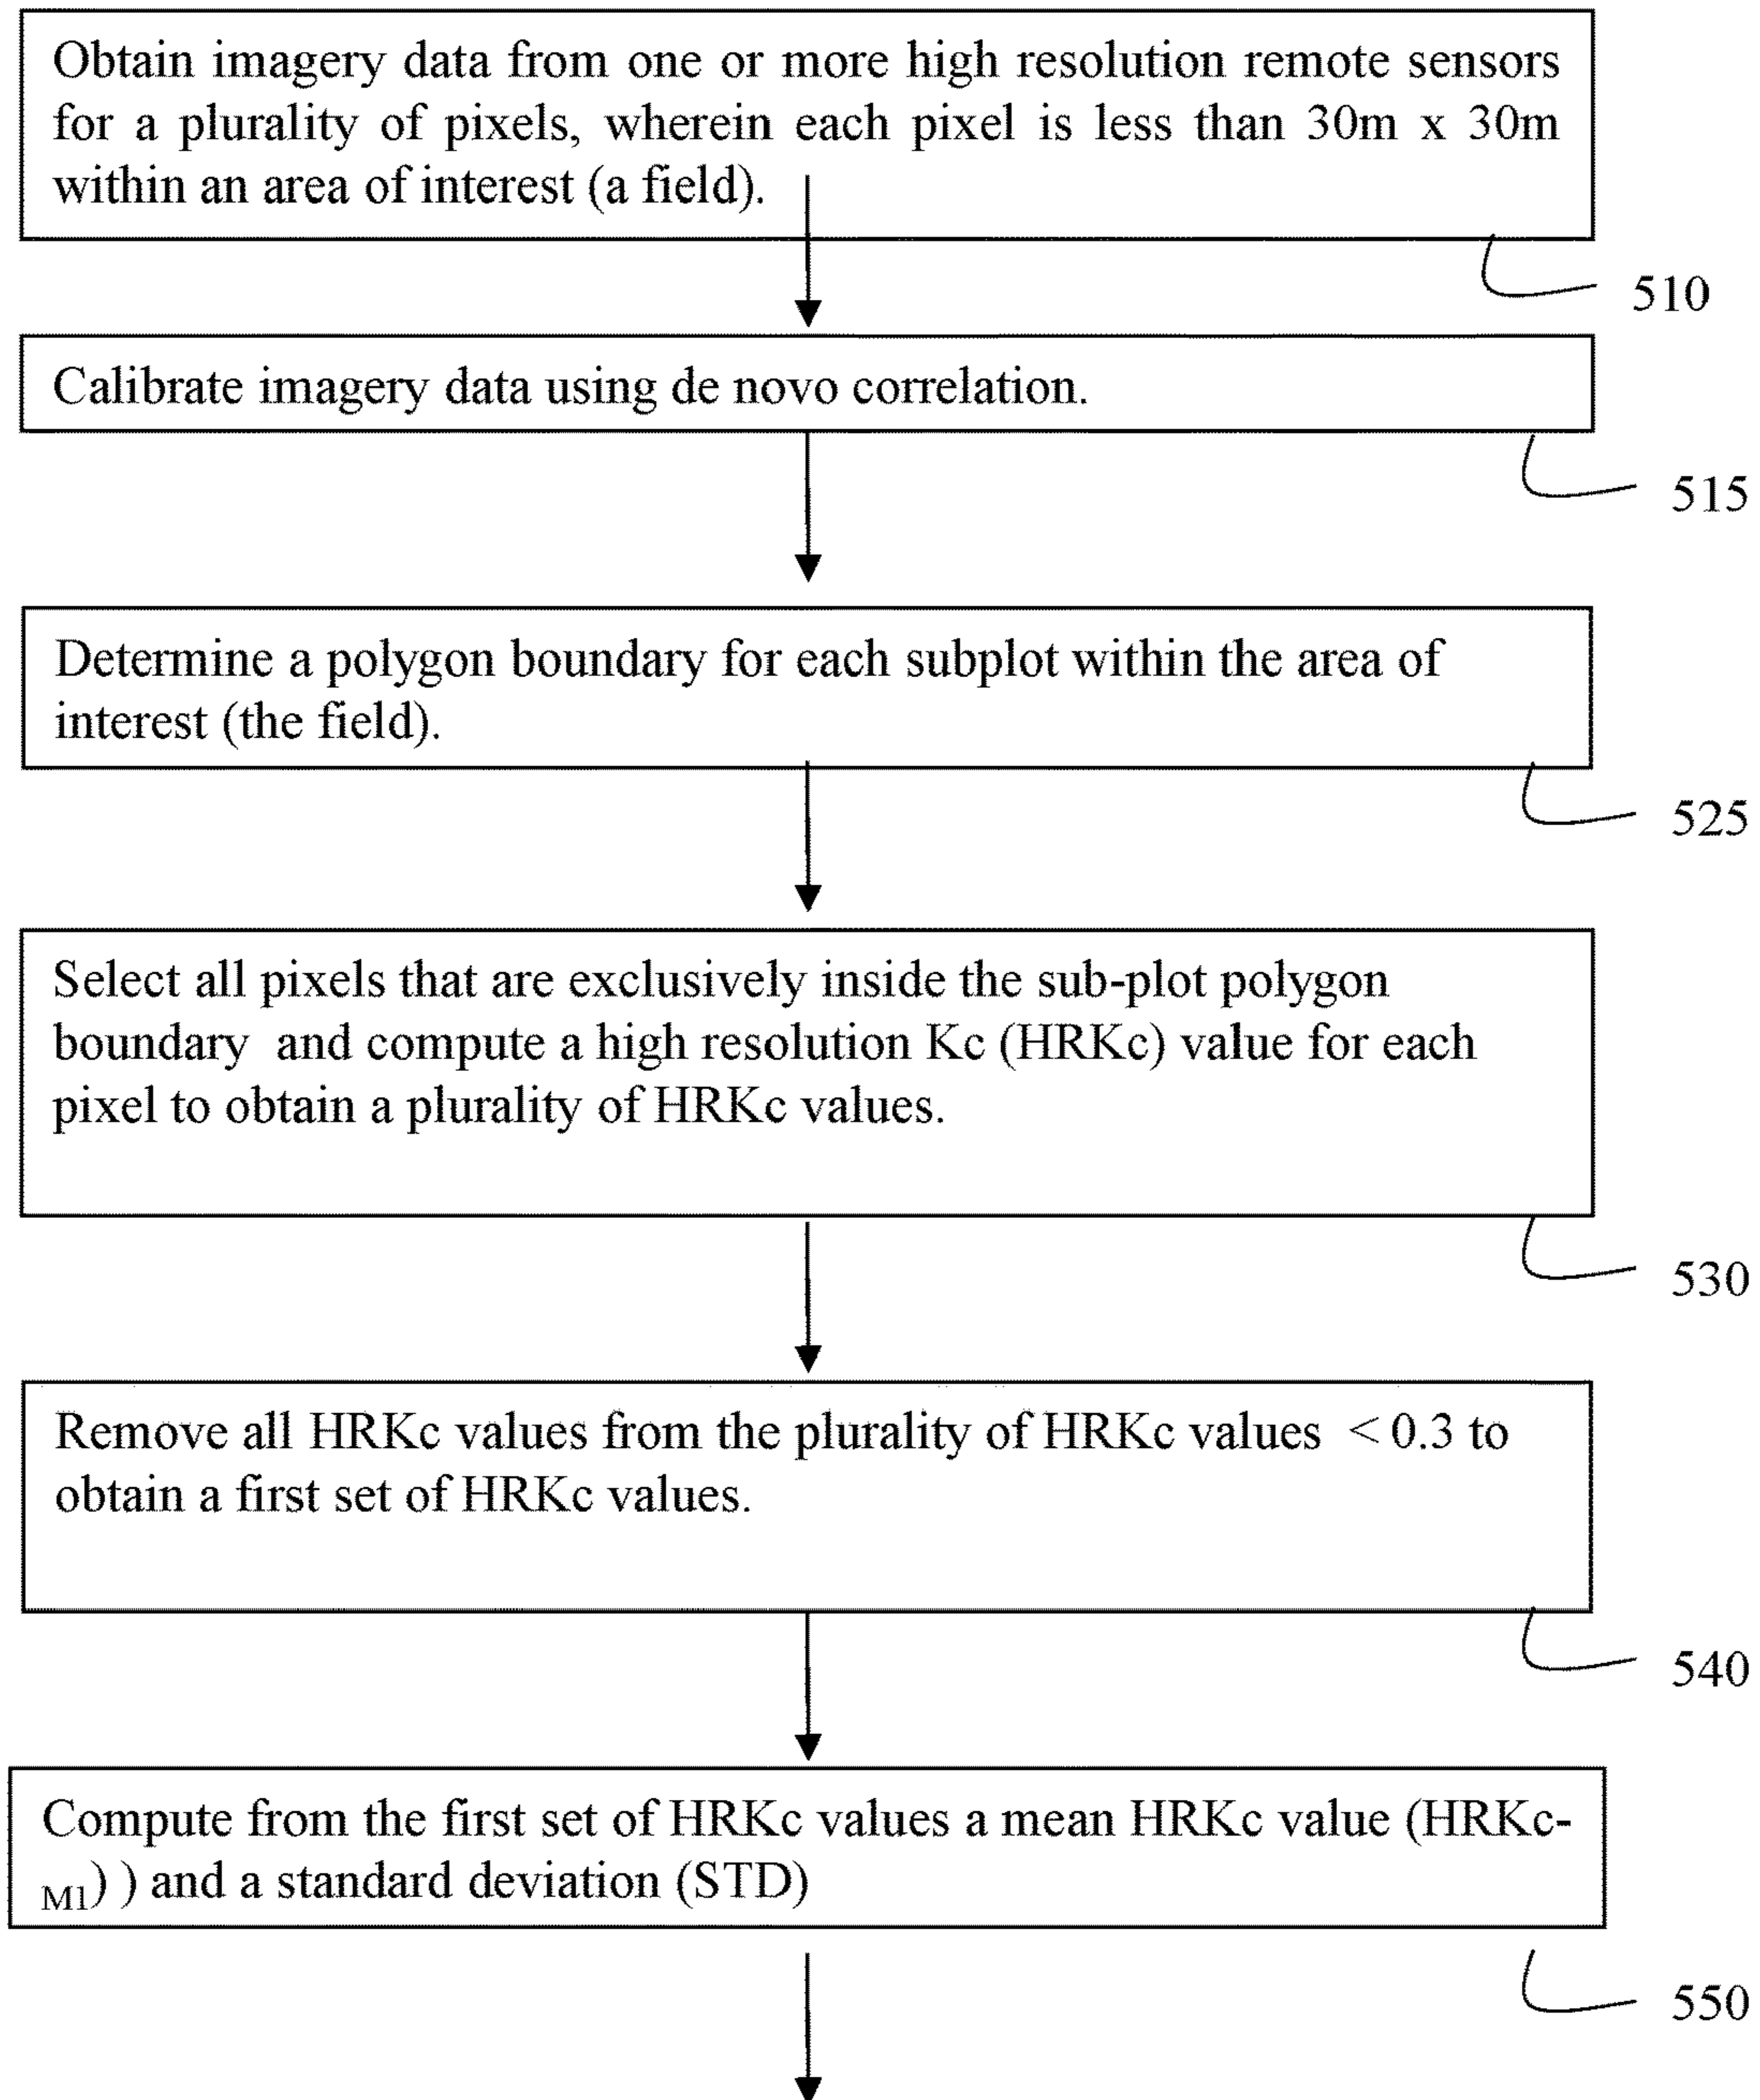 Obtain imagery data from one or more high resolution remote sensors
for a plurality of pixels, wherein each pixel is less than 30m x 30m
within an area of interest (a field).
510
Calibrate imagery data using de novo correlation.
515
Determine a polygon boundary for each subplot within the area of
interest (the field).
525
Select all pixels that are exclusively inside the sub-plot polygon
boundary and compute a high resolution Kc (HRKc) value for each
pixel to obtain a plurality of HRKc values.
530
Remove all HRKc values from the plurality of HRKc values < 0.3 to
obtain a first set of HRKc values.
540
Compute from the first set of HRKc values a mean HRKc value (HRKc-
M1) ) and a standard deviation (STD)
550